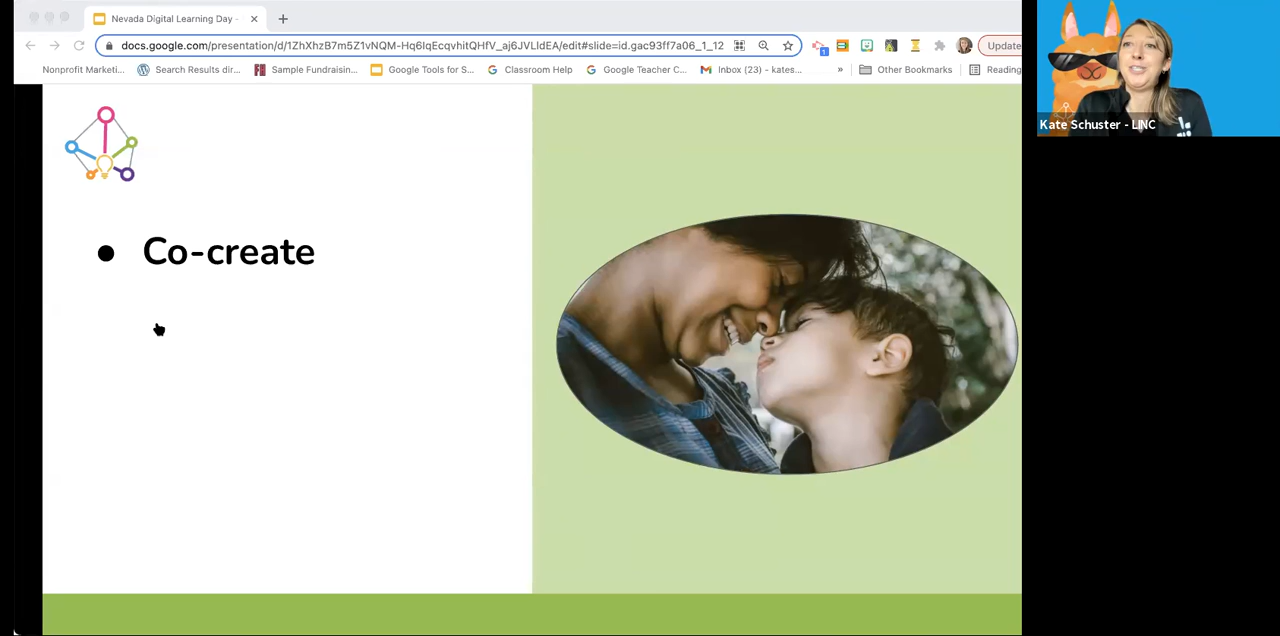 Nevada Digital Learning Day -
docs.google.com/presentation/d/1ZhXhzB7m5Z1vNQM-Hq6IqEcqvhitQHfV_aj6JVLIdEA/edit#slide=id.gac93ff7a06_1_12
Update
Nonprofit Marketi... Search Results dir... Sample Fundraisin... Google Tools for S... Classroom Help Google Teacher C... Inbox (23) - kates... » Other Bookmarks Reading
Co-create
Kate Schuster - LINC